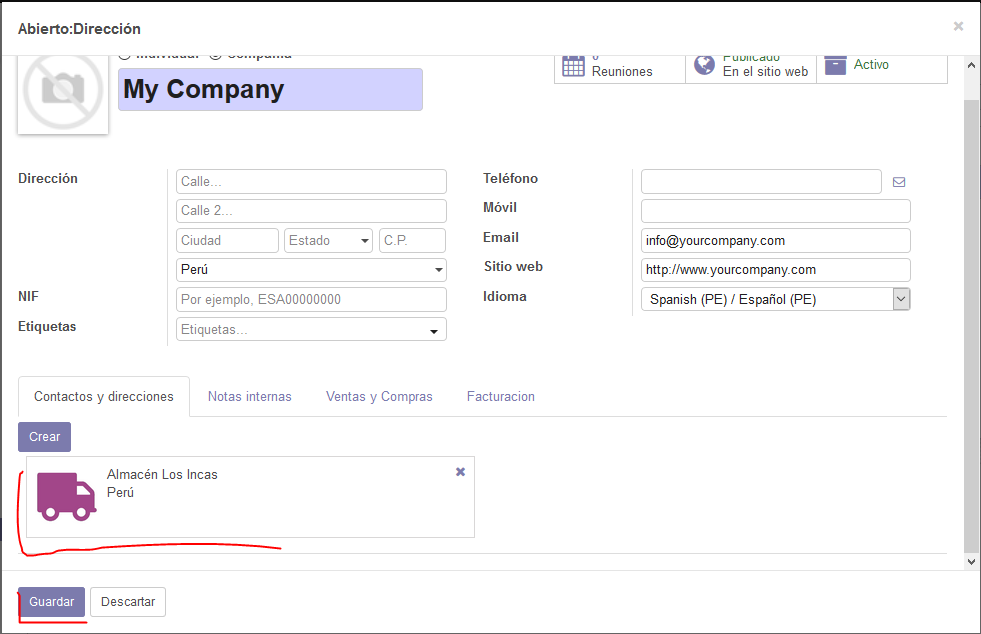 Abierto:Dirección
Individual Compañía
My Company
0
Reuniones
Publicado
En el sitio web
Activo
Dirección
Calle...
Calle 2...
Ciudad Estado C.P.
Perú
NIF
Por ejemplo, ESA00000000
Etiquetas
Etiquetas...
Teléfono
Móvil
Email
info@yourcompany.com
Sitio web
http://www.yourcompany.com
Idioma
Spanish (PE) / Español (PE)
Contactos y direcciones Notas internas Ventas y Compras Facturacion
Crear
Almacén Los Incas
Perú
Guardar Descartar